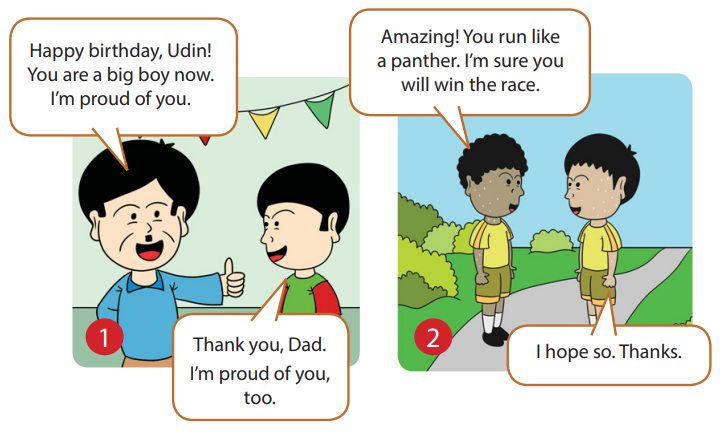 Happy birthday, Udin!
You are a big boy now.
I'm proud of you.
Thank you, Dad.
I'm proud of you,
too.
1
Amazing! You run like
a panther. I'm sure you
will win the race.
I hope so. Thanks.
2